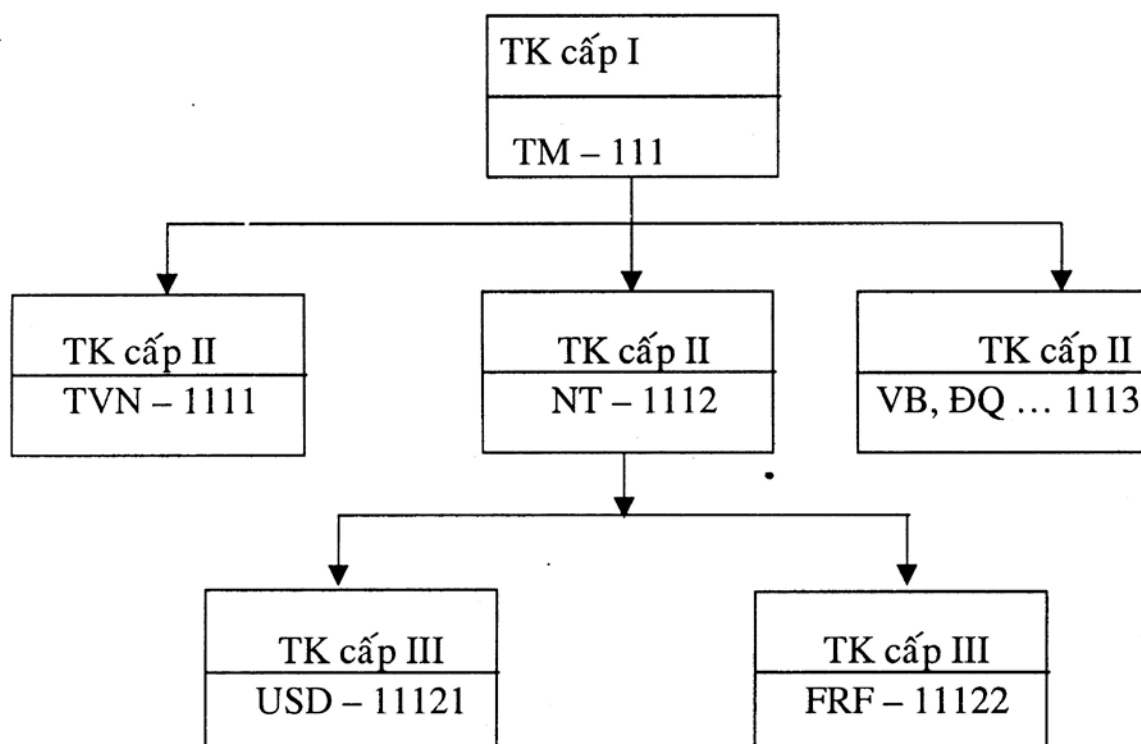 TK cấp I
TM – 111
TK cấp II
TVN – 1111
TK cấp II
NT – 1112
TK cấp II
VB, ĐQ ... 1113
TK cấp III
USD – 11121
TK cấp III
FRF – 11122